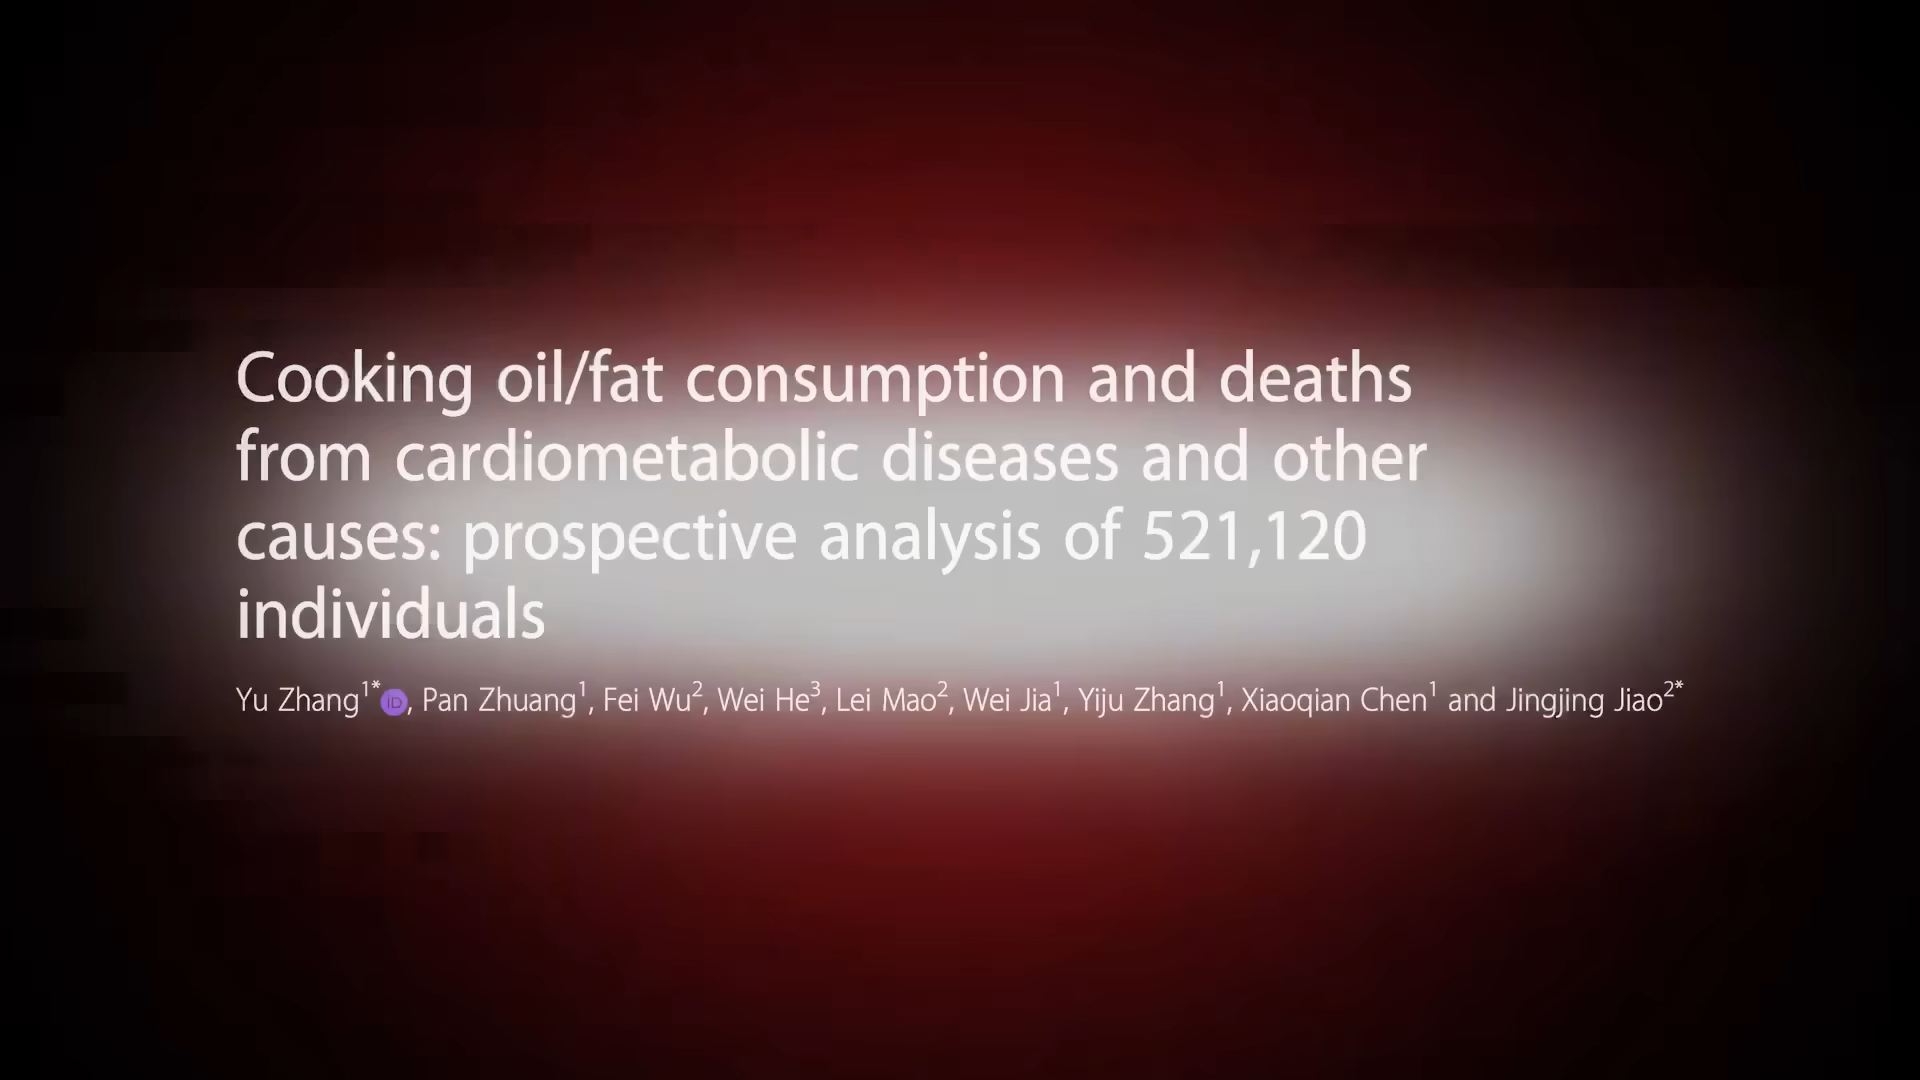 Cooking oil/fat consumption and deaths
from cardiometabolic diseases and other
causes: prospective analysis of 521,120
individuals
Yu Zhang1* iD, Pan Zhuang1, Fei Wu2, Wei He3, Lei Mao2, Wei Jia1, Yiju Zhang1, Xiaoqian Chen1 and Jingjing Jiao2*